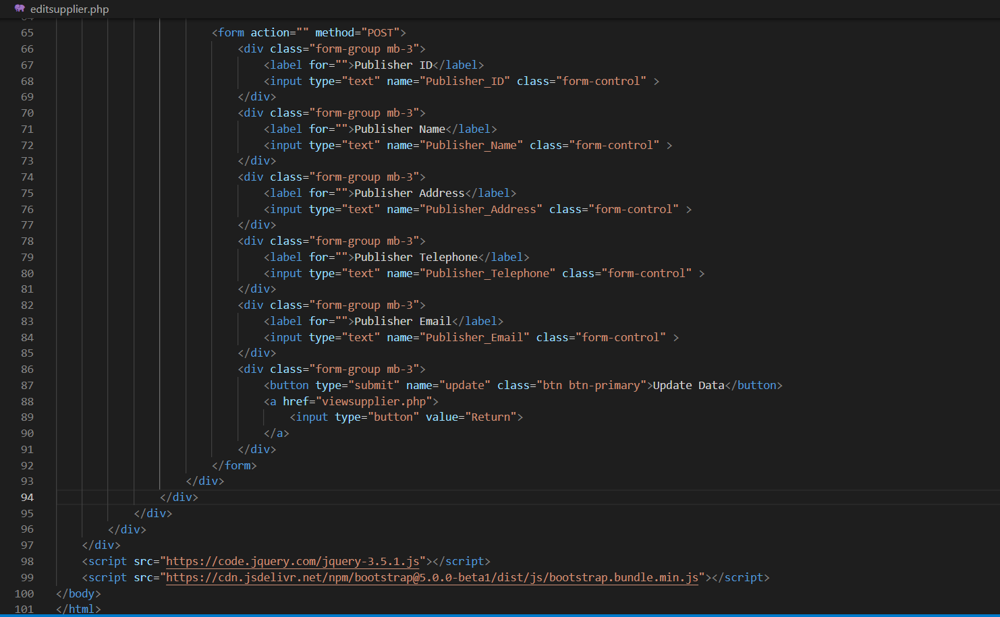 editsupplier.php
64
65 <form action="" method="POST">
66 <div class="form-group mb-3">
67 <label for="">Publisher ID</label>
68 <input type="text" name="Publisher_ID" class="form-control" >
69 </div>
70 <div class="form-group mb-3">
71 <label for="">Publisher Name</label>
72 <input type="text" name="Publisher_Name" class="form-control" >
73 </div>
74 <div class="form-group mb-3">
75 <label for="">Publisher Address</label>
76 <input type="text" name="Publisher_Address" class="form-control" >
77 </div>
78 <div class="form-group mb-3">
79 <label for="">Publisher Telephone</label>
80 <input type="text" name="Publisher_Telephone" class="form-control" >
81 </div>
82 <div class="form-group mb-3">
83 <label for="">Publisher Email</label>
84 <input type="text" name="Publisher_Email" class="form-control" >
85 </div>
86 <div class="form-group mb-3">
87 <button type="submit" name="update" class="btn btn-primary">Update Data</button>
88 <a href="viewsupplier.php">
89 <input type="button" value="Return">
90 </a>
91 </div>
92 </form>
93 </div>
94 </div>
95 </div>
96 </div>
97 </div>
98 <script src="https://code.jquery.com/jquery-3.5.1.js"></script>
99 <script src="https://cdn.jsdelivr.net/npm/bootstrap@5.0.0-beta1/dist/js/bootstrap.bundle.min.js"></script>
100 </body>
101 </html>